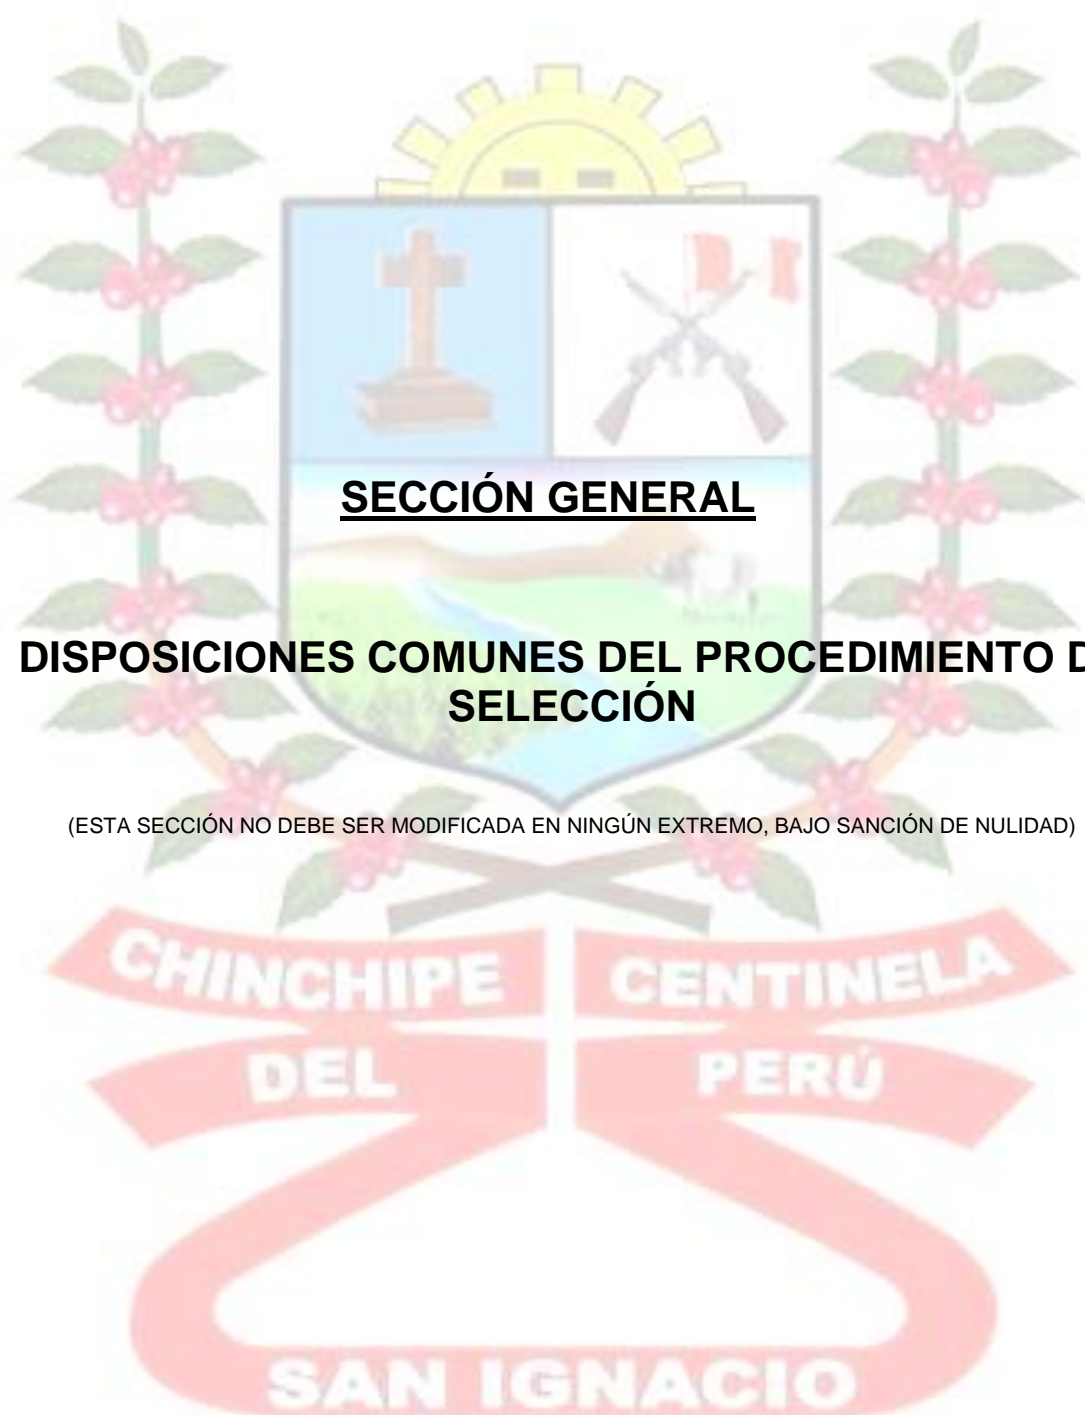 SECCIÓN GENERAL
DISPOSICIONES COMUNES DEL PROCEDIMIENTO D
SELECCIÓN
(ESTA SECCIÓN NO DEBE SER MODIFICADA EN NINGÚN EXTREMO, BAJO SANCIÓN DE NULIDAD)
CHINCHIPE CENTINELA
DEL PERÚ
SAN IGNACIO